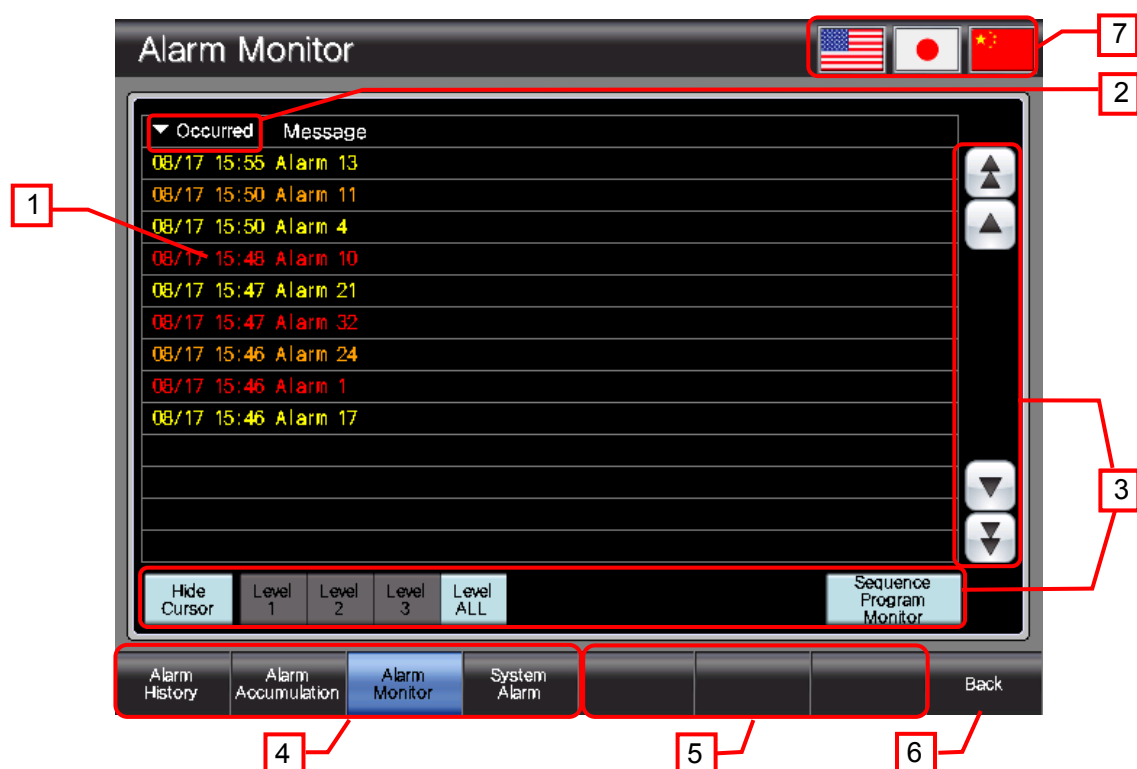 Alarm Monitor
7
2
▼ Occurred Message
08/17 15:55 Alarm 13
08/17 15:50 Alarm 11
08/17 15:50 Alarm 4
08/17 15:48 Alarm 10
08/17 15:47 Alarm 21
08/17 15:47 Alarm 32
08/17 15:46 Alarm 24
08/17 15:46 Alarm 1
08/17 15:46 Alarm 17
1
3
Hide
Cursor
Level
1
Level
2
Level
3
Level
ALL
Sequence
Program
Monitor
Alarm
History
Alarm
Accumulation
Alarm
Monitor
System
Alarm
Back
4
5
6